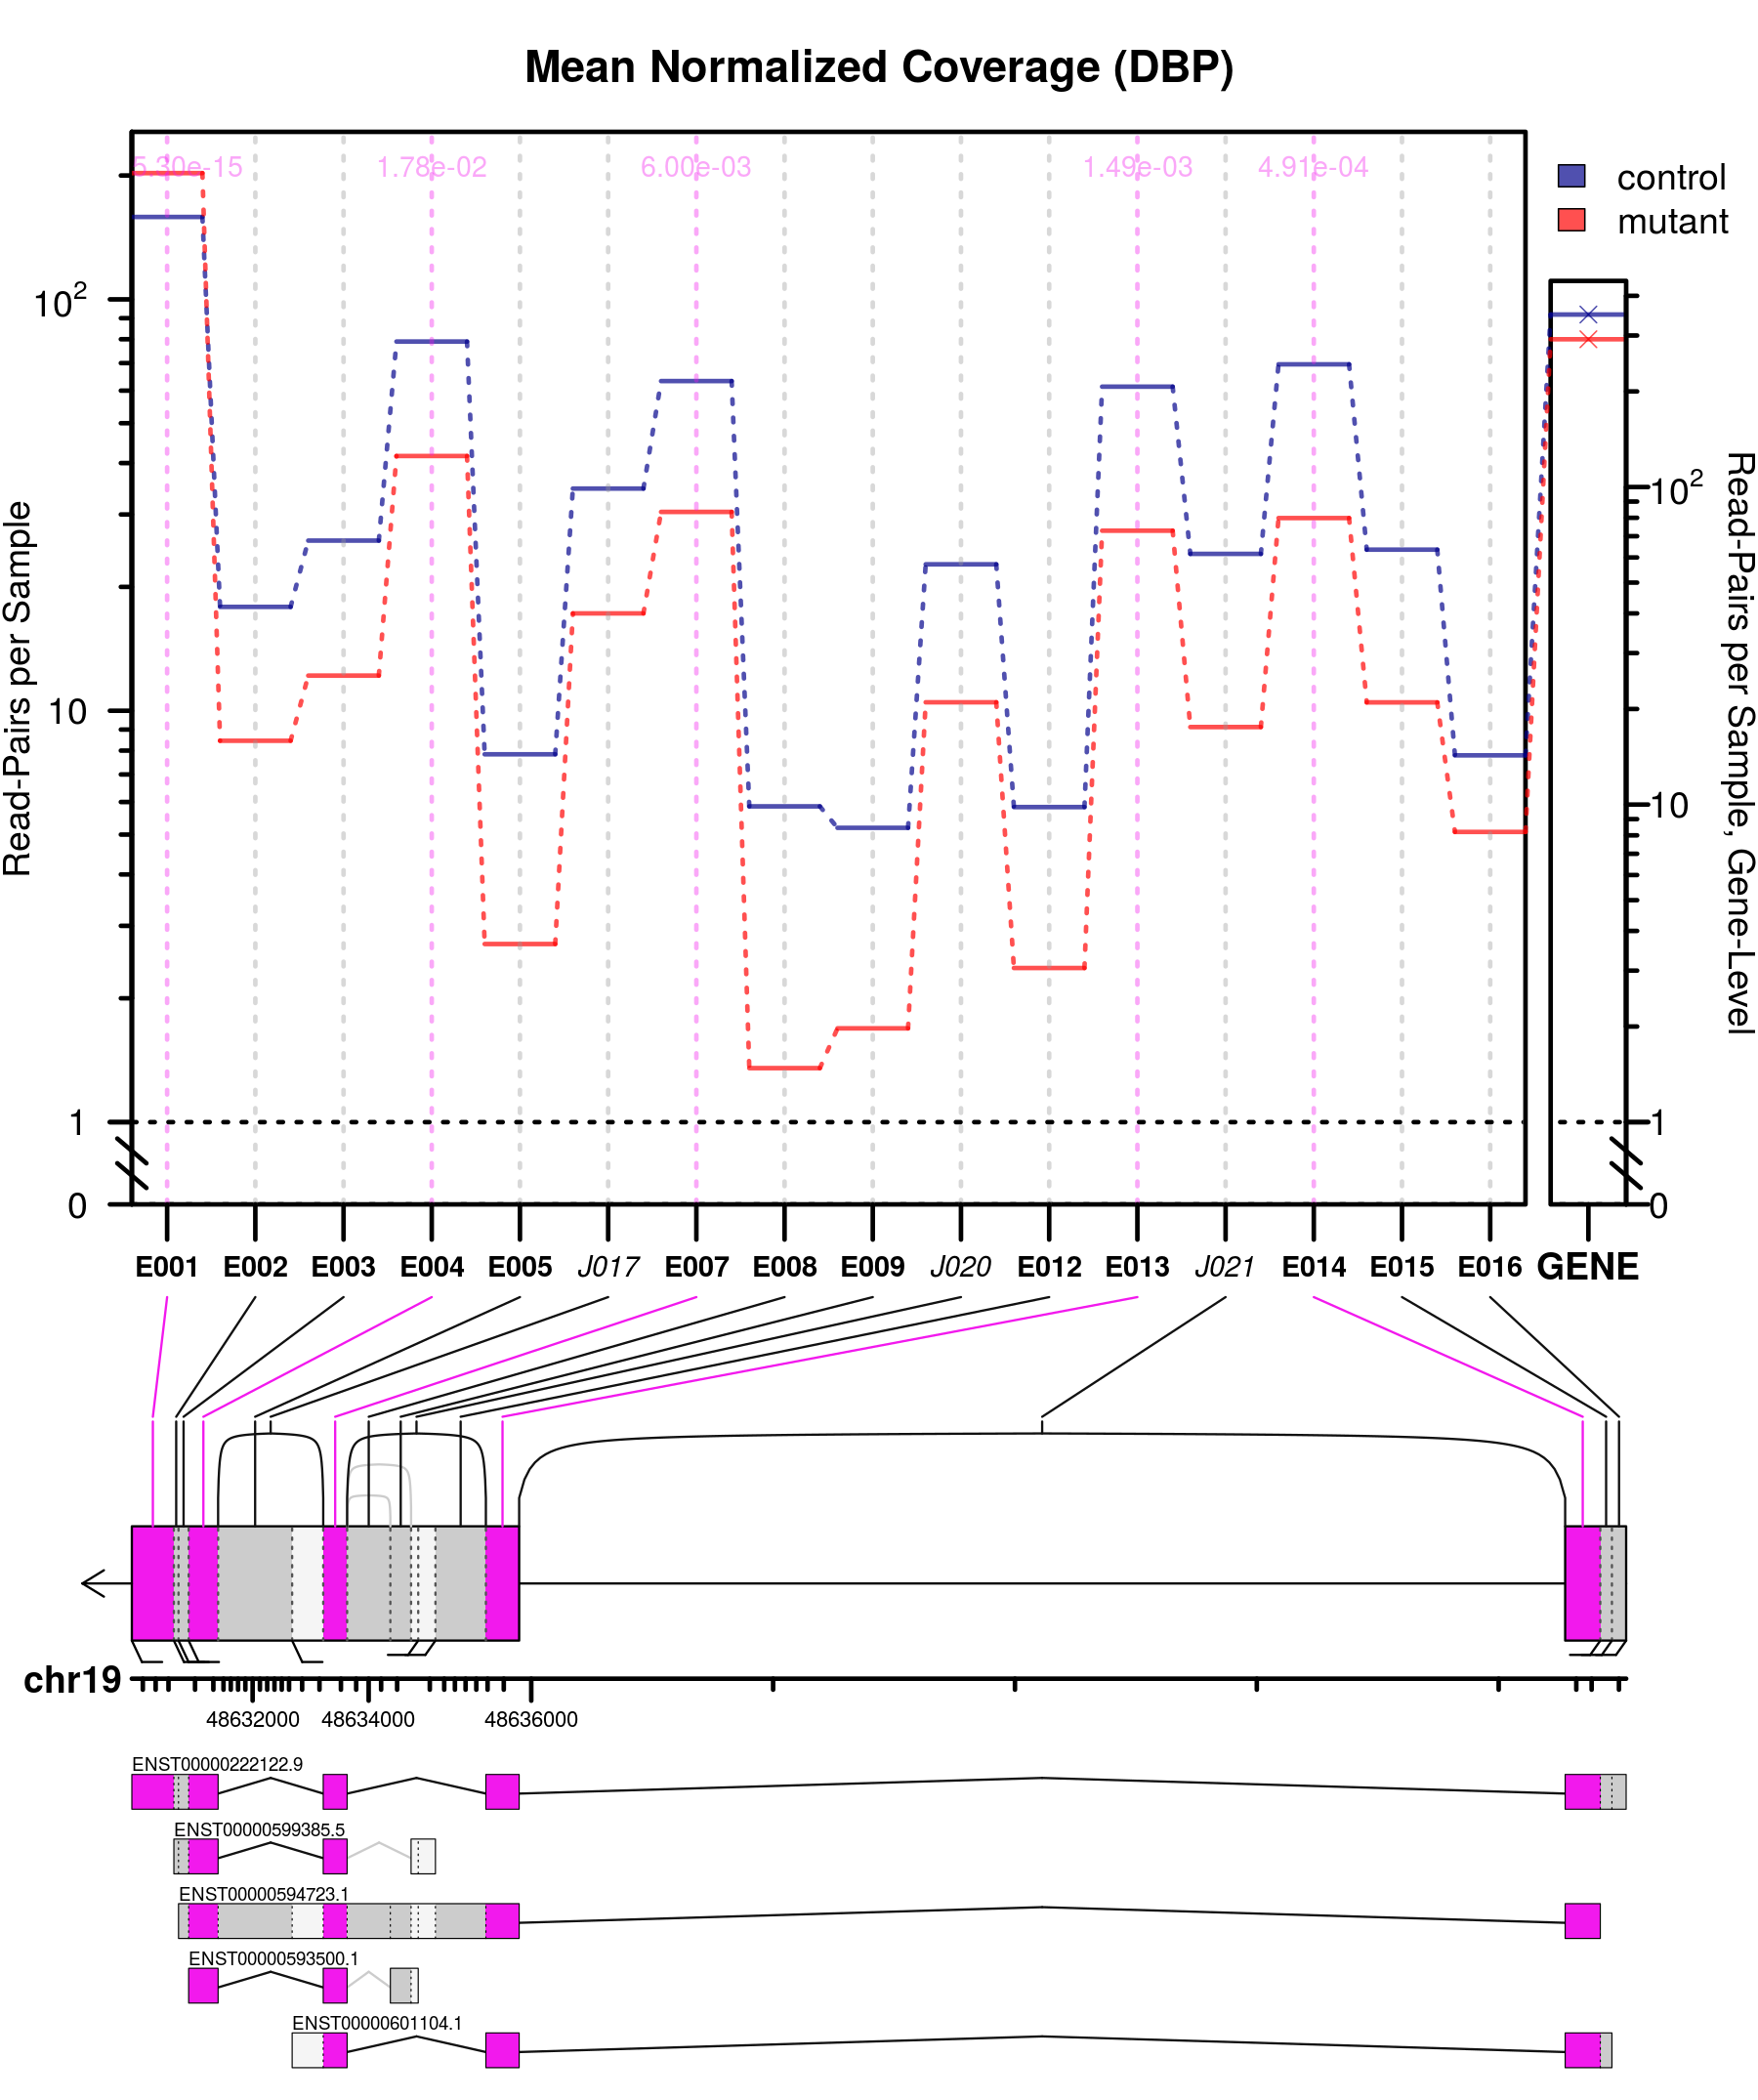 Mean Normalized Coverage (DBP)
5.30e-15 1.78e-02 6.00e-03 1.49e-03 4.91e-04
control
mutant
Read-Pairs per Sample
10²
10
1
0
Read-Pairs per Sample, Gene-Level
10²
10
1
0
E001 E002 E003 E004 E005 J017 E007 E008 E009 J020 E012 E013 J021 E014 E015 E016 GENE
chr19
48632000 48634000 48636000
ENST00000222122.9
ENST00000599385.5
ENST00000594723.1
ENST00000593500.1
ENST00000601104.1